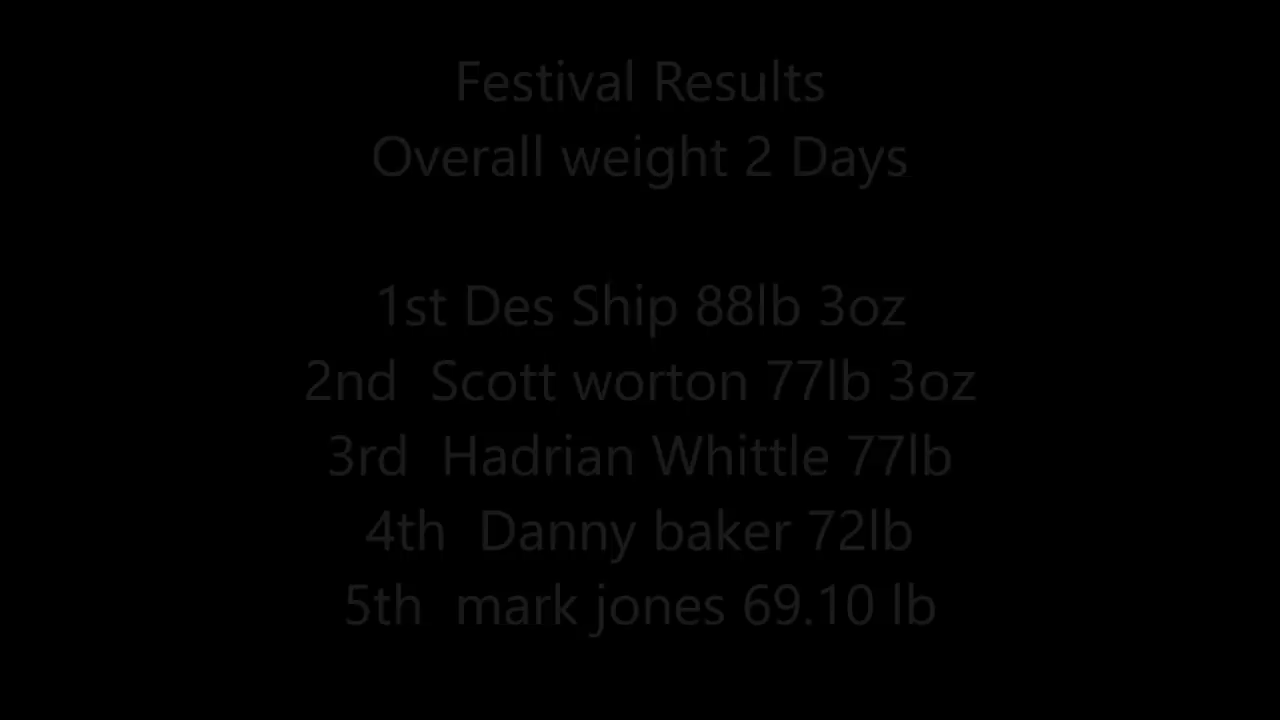 Festival Results
Overall weight 2 Days
1st Des Ship 88lb 3oz
2nd  Scott worton 77lb 3oz
3rd  Hadrian Whittle 77lb
4th  Danny baker 72lb
5th  mark jones 69.10 lb